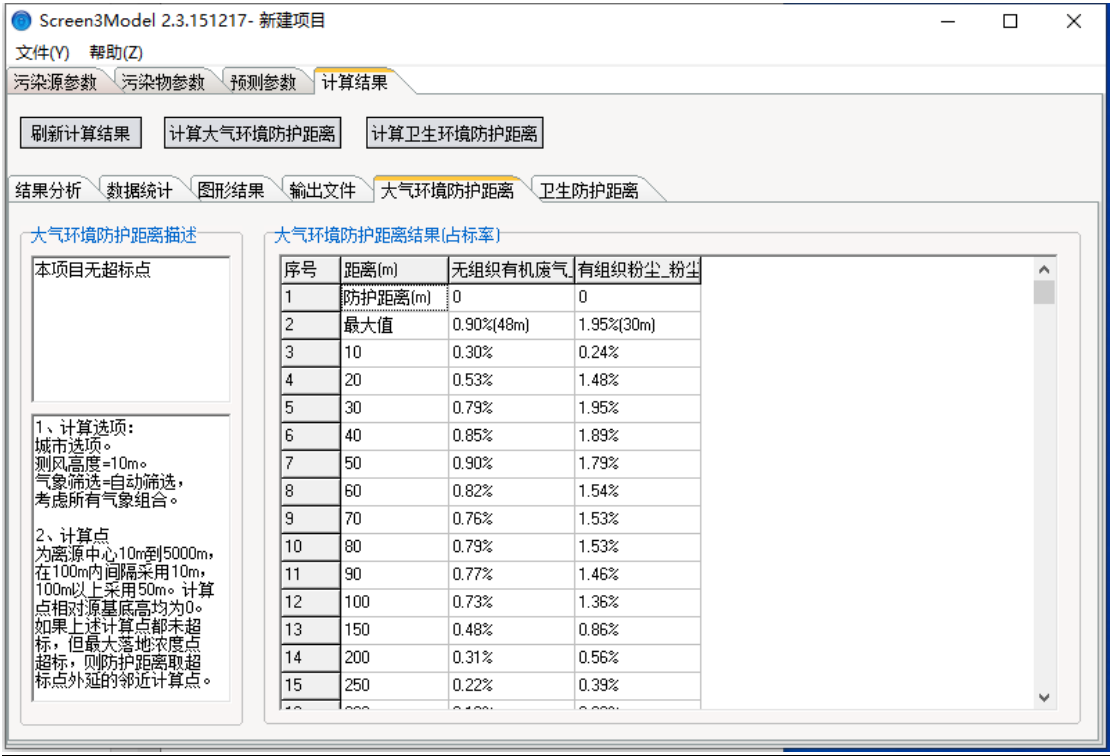 Screen3Model 2.3.151217- 新建项目
文件(Y) 帮助(Z)
污染源参数 污染物参数 预测参数 计算结果
刷新计算结果 计算大气环境防护距离 计算卫生环境防护距离
结果分析 数据统计 图形结果 输出文件 大气环境防护距离 卫生防护距离
大气环境防护距离描述
本项目无超标点
1、计算选项：
城市选项。
测风高度=10m。
气象筛选=自动筛选，
考虑所有气象组合。
2、计算点
为离源中心10m到5000m，
在100m内间隔采用10m，
100m以上采用50m。计算
点相对源基底高均为0。
如果上述计算点都未超
标，但最大落地浓度点
超标，则防护距离取超
标点外延的邻近计算点。
大气环境防护距离结果(占标率)
序号 距离(m) 无组织有机废气_ 有组织粉尘_粉尘
1 防护距离(m) 0 0
2 最大值 0.90%(48m) 1.95%(30m)
3 10 0.30% 0.24%
4 20 0.53% 1.48%
5 30 0.79% 1.95%
6 40 0.85% 1.89%
7 50 0.90% 1.79%
8 60 0.82% 1.54%
9 70 0.76% 1.53%
10 80 0.79% 1.53%
11 90 0.77% 1.46%
12 100 0.73% 1.36%
13 150 0.48% 0.86%
14 200 0.31% 0.56%
15 250 0.22% 0.39%